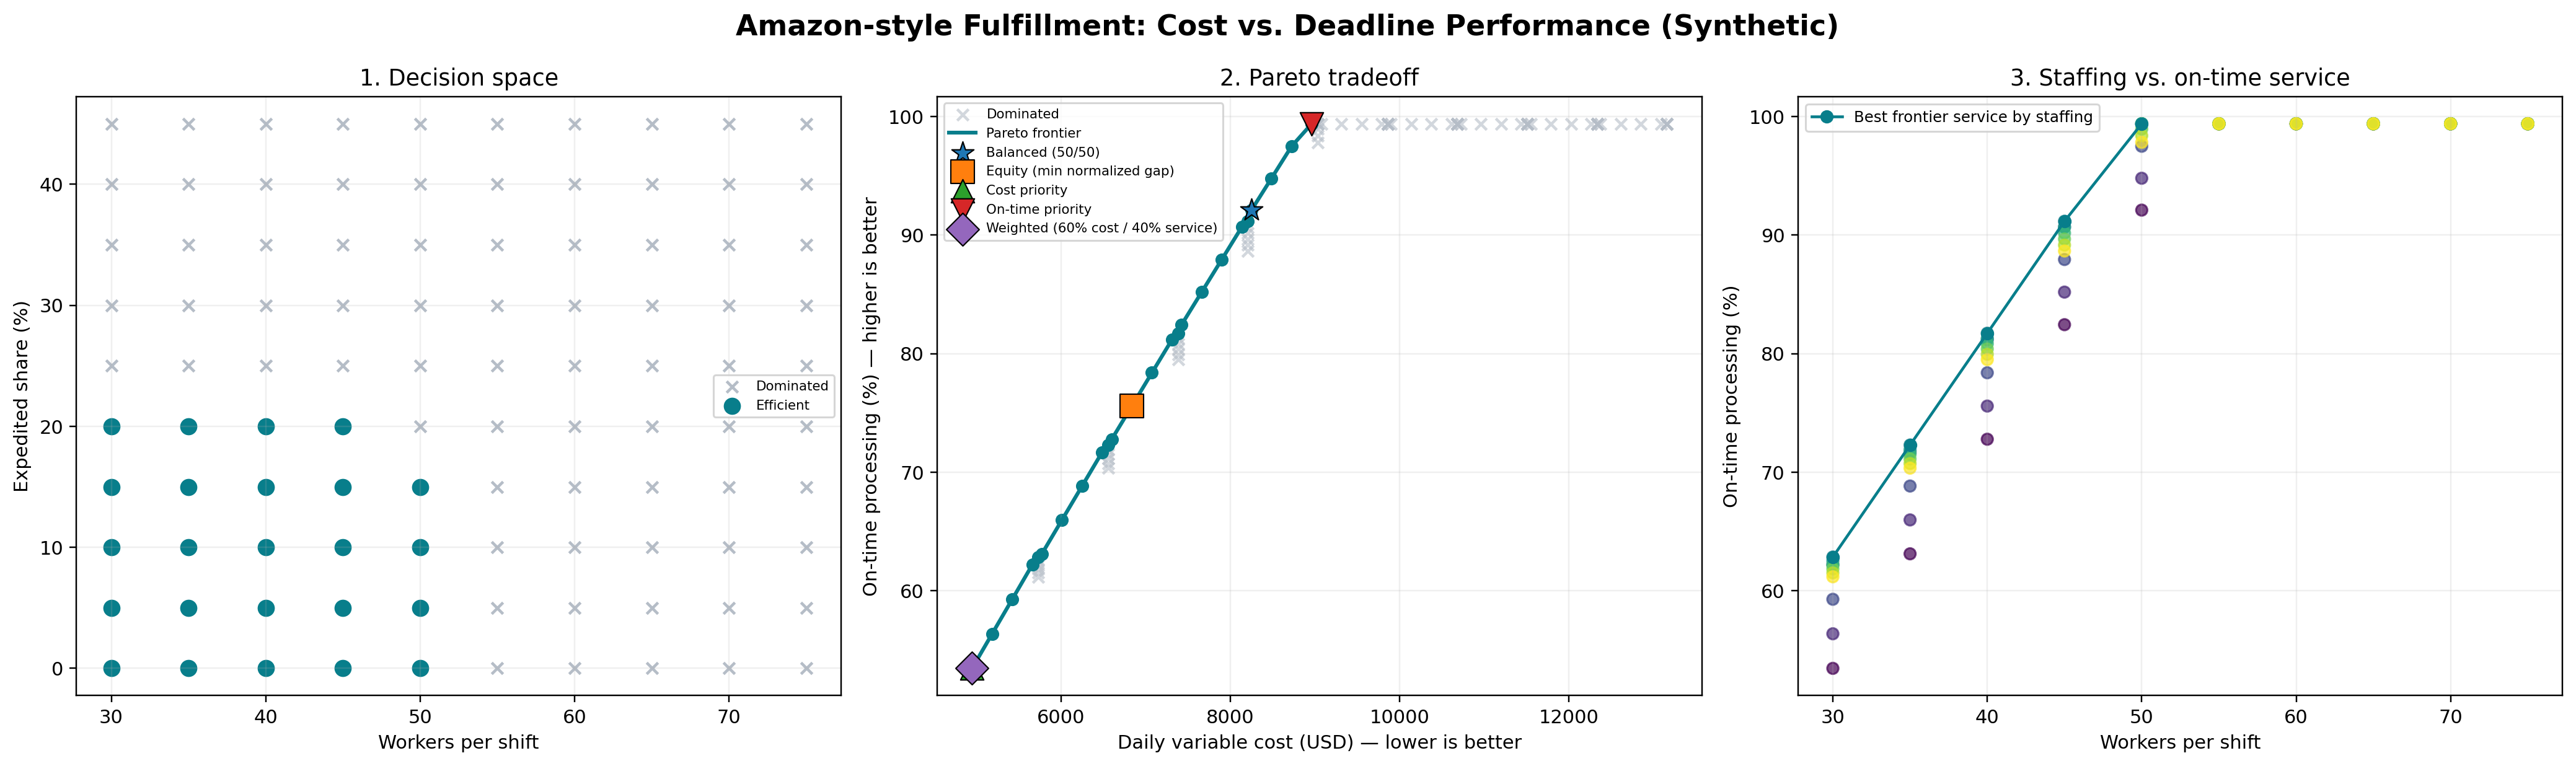 Amazon-style Fulfillment: Cost vs. Deadline Performance (Synthetic)
1. Decision space
Expedited share (%)
40
30
20
10
0
Dominated
Efficient
30
40
50
60
70
Workers per shift
2. Pareto tradeoff
On-time processing (%) — higher is better
100
90
80
70
60
Dominated
Pareto frontier
Balanced (50/50)
Equity (min normalized gap)
Cost priority
On-time priority
Weighted (60% cost / 40% service)
6000
8000
10000
12000
Daily variable cost (USD) — lower is better
3. Staffing vs. on-time service
On-time processing (%)
100
90
80
70
60
Best frontier service by staffing
30
40
50
60
70
Workers per shift